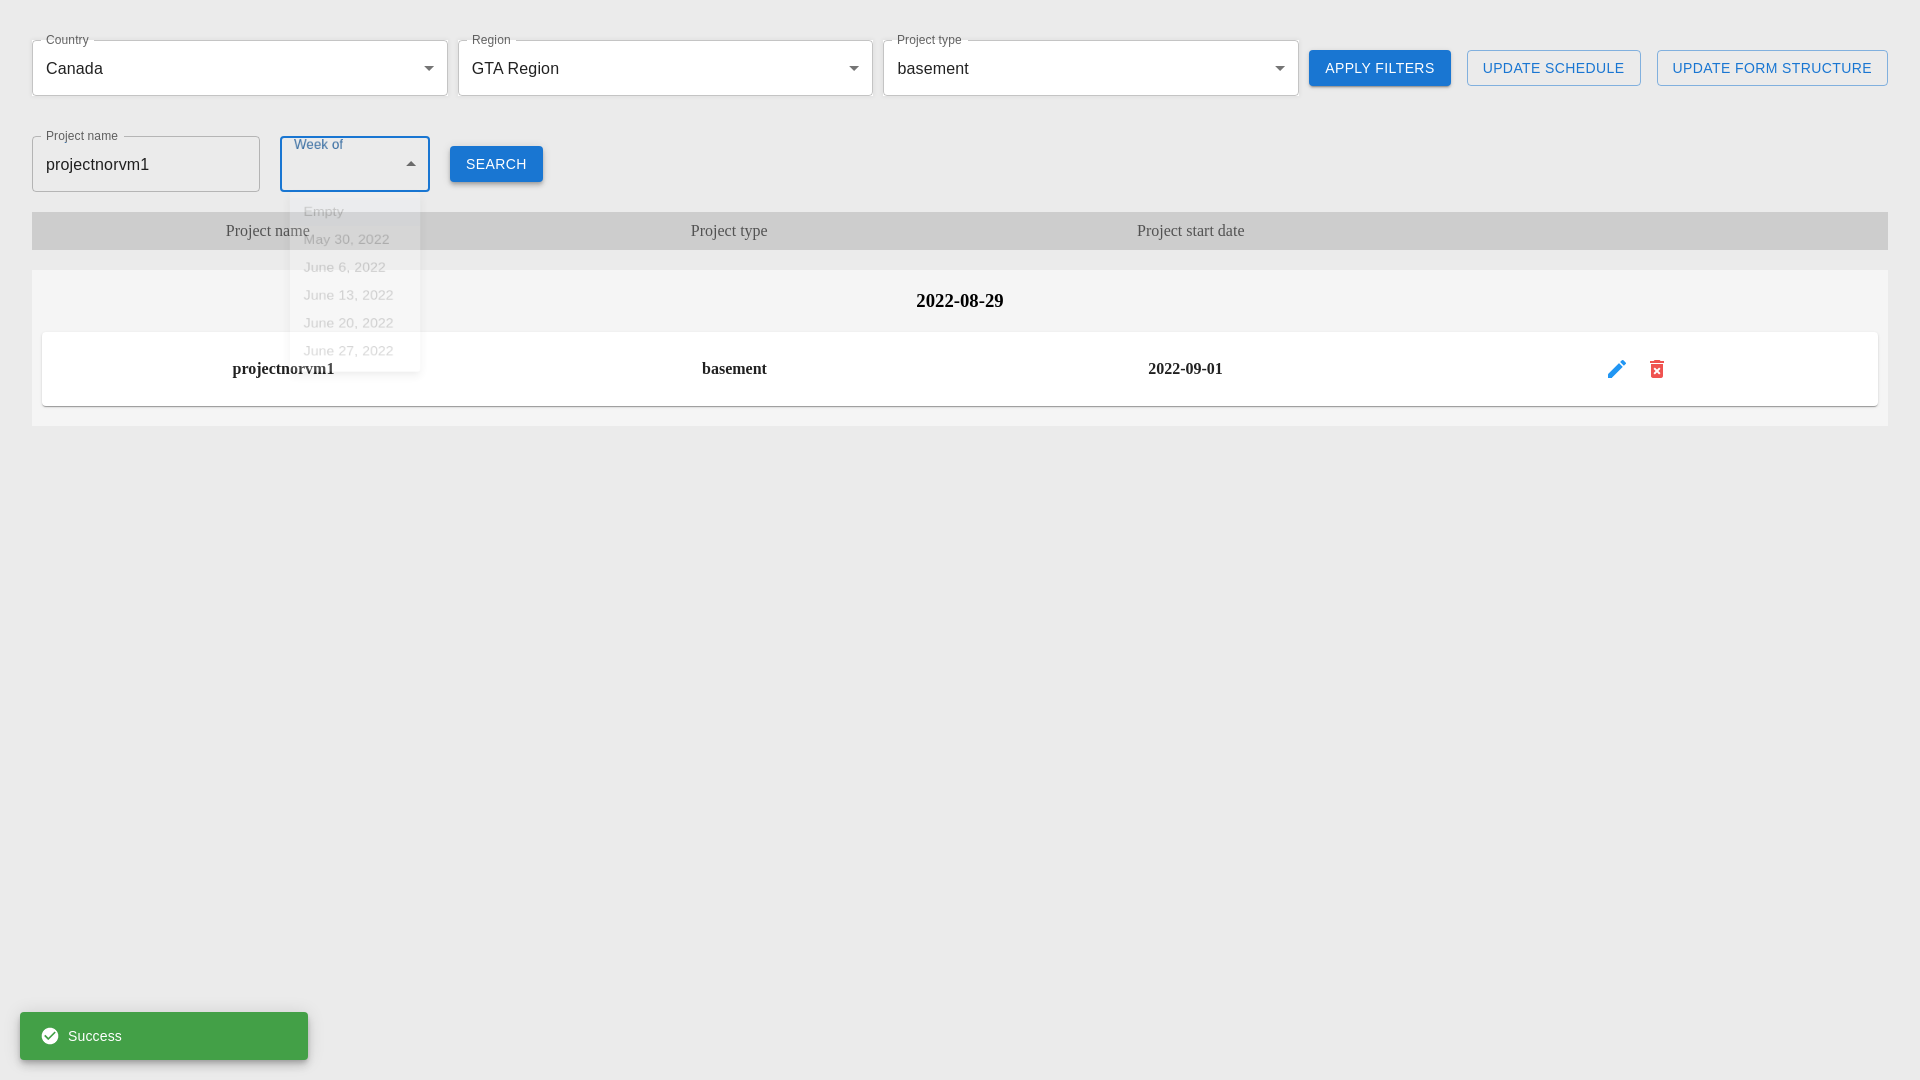 Country
Canada
Region
GTA Region
Project type
basement
APPLY FILTERS
UPDATE SCHEDULE
UPDATE FORM STRUCTURE
Project name
projectnorvm1
Week of
SEARCH
Empty
May 30, 2022
June 6, 2022
June 13, 2022
June 20, 2022
June 27, 2022
Project name
Project type
Project start date
2022-08-29
projectnorvm1
basement
2022-09-01
Success